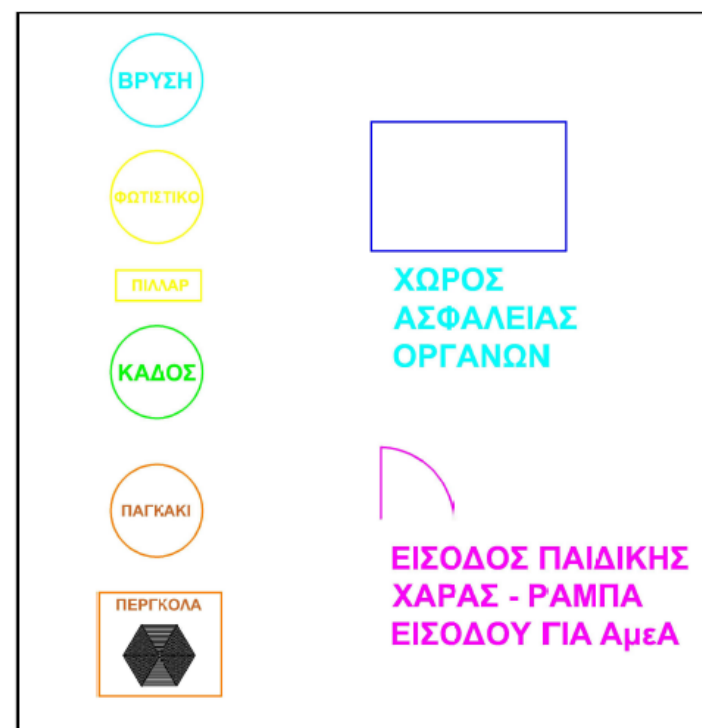 ΒΡΥΣΗ
ΦΩΤΙΣΤΙΚΟ
ΠΙΛΛΑΡ
ΚΑΔΟΣ
ΠΑΓΚΑΚΙ
ΠΕΡΓΚΟΛΑ
ΧΩΡΟΣ
ΑΣΦΑΛΕΙΑΣ
ΟΡΓΑΝΩΝ
ΕΙΣΟΔΟΣ ΠΑΙΔΙΚΗΣ
ΧΑΡΑΣ - ΡΑΜΠΑ
ΕΙΣΟΔΟΥ ΓΙΑ ΑμεΑ